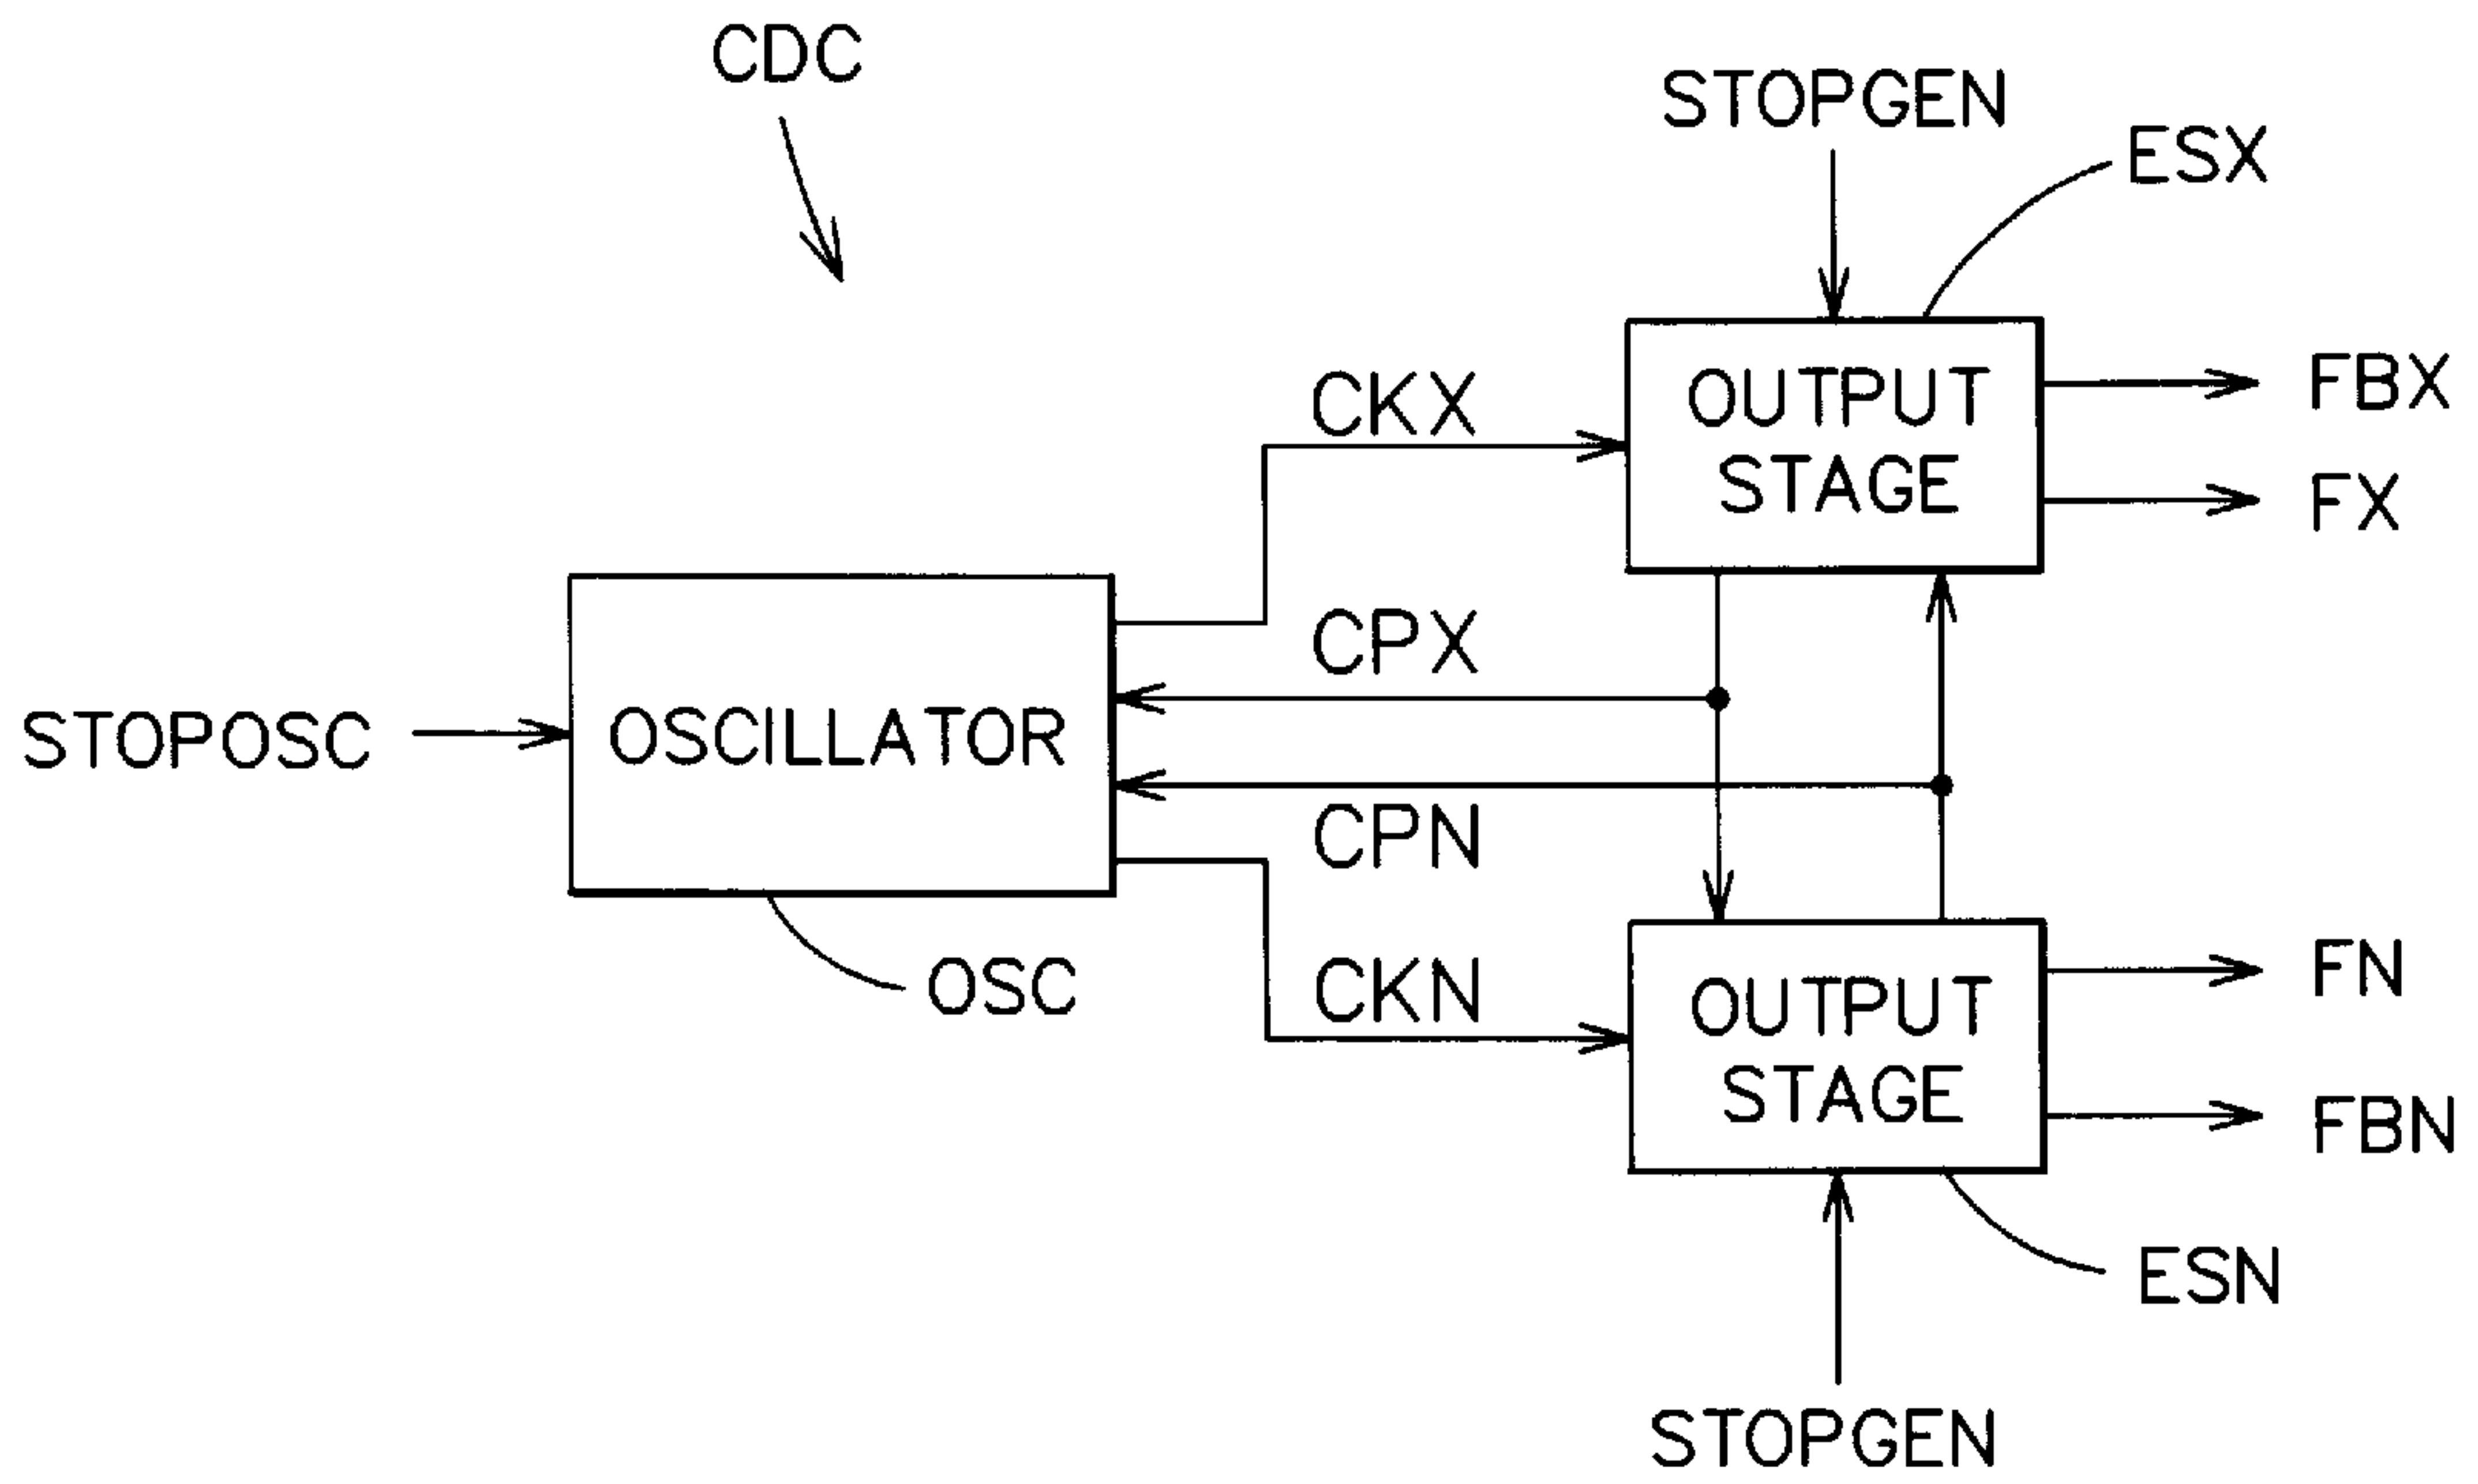 CDC
STOPGEN
ESX
OUTPUT
STAGE
FBX
FX
CKX
CPX
STOPOSC
OSCILLATOR
CPN
OSC
CKN
OUTPUT
STAGE
FN
FBN
ESN
STOPGEN